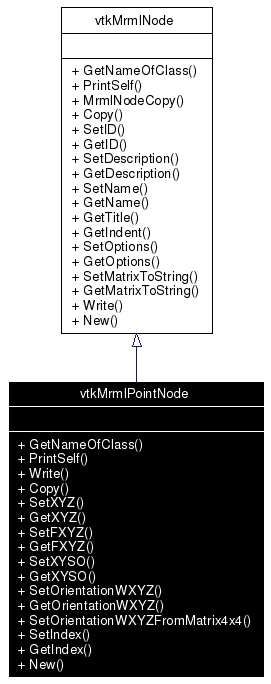 vtkMrmlNode
+ GetNameOfClass()
+ PrintSelf()
+ MrmlNodeCopy()
+ Copy()
+ SetID()
+ GetID()
+ SetDescription()
+ GetDescription()
+ SetName()
+ GetName()
+ GetTitle()
+ GetIndent()
+ SetOptions()
+ GetOptions()
+ SetMatrixToString()
+ GetMatrixToString()
+ Write()
+ New()
vtkMrmlPointNode
+ GetNameOfClass()
+ PrintSelf()
+ Write()
+ Copy()
+ SetXYZ()
+ GetXYZ()
+ SetFXYZ()
+ GetFXYZ()
+ SetXYSO()
+ GetXYSO()
+ SetOrientationWXYZ()
+ GetOrientationWXYZ()
+ SetOrientationWXYZFromMatrix4x4()
+ SetIndex()
+ GetIndex()
+ New()